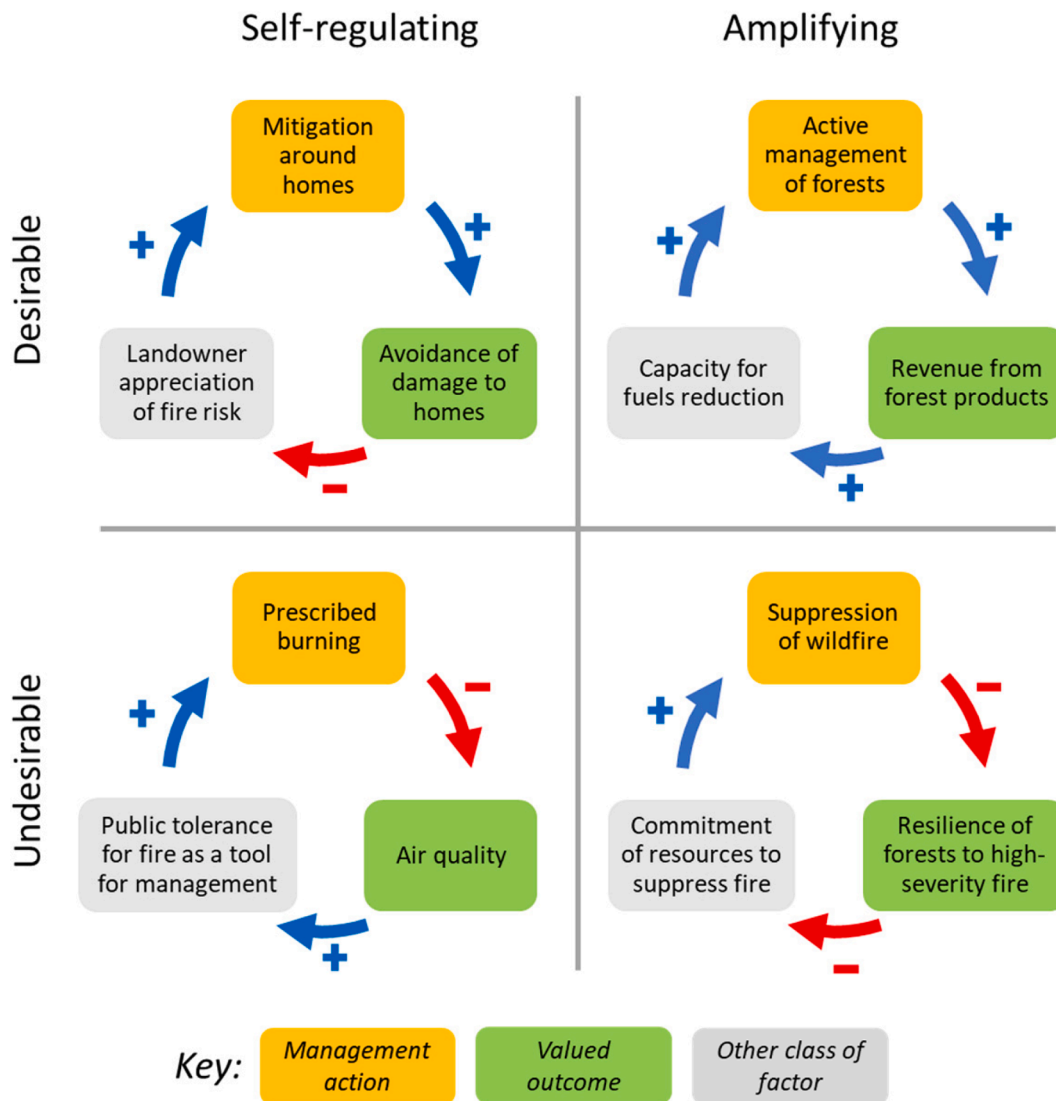 Self-regulating
Amplifying
Desirable
Mitigation
around
homes
+
+
Landowner
appreciation
of fire risk
Avoidance of
damage to
homes
-
Active
management
of forests
+
+
Capacity for
fuels reduction
Revenue from
forest products
+
Undesirable
Prescribed
burning
+
-
Public tolerance
for fire as a tool
for management
Air quality
+
Suppression
of wildfire
+
-
Commitment
of resources to
suppress fire
Resilience of
forests to high-
severity fire
-
Key:
Management
action
Valued
outcome
Other class of
factor